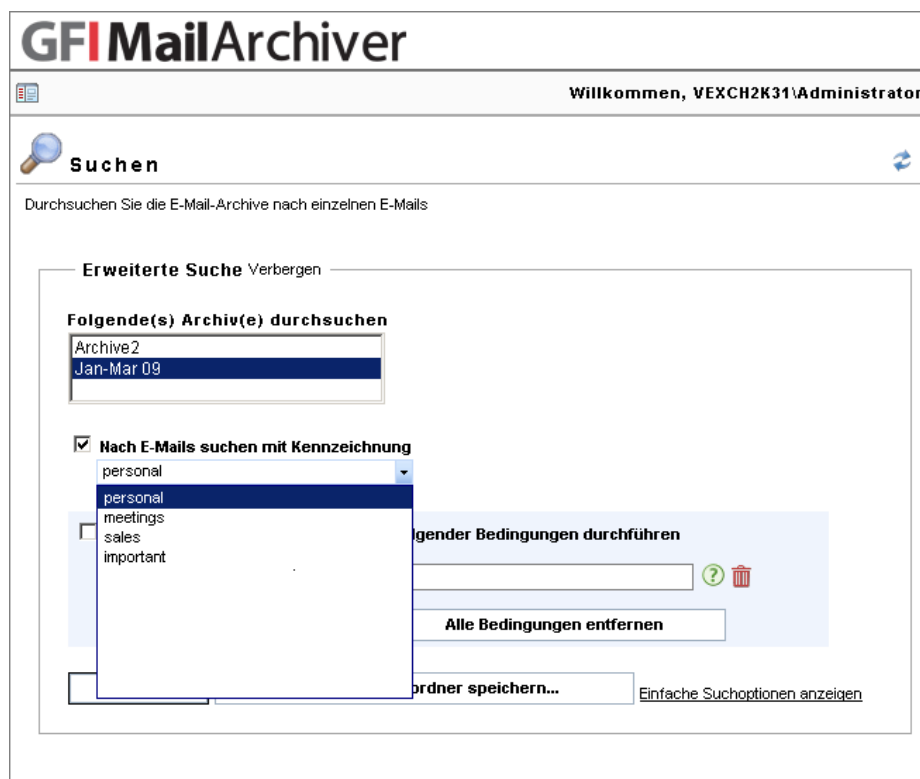 GFI MailArchiver
Willkommen, VEXCH2K31\Administrator
Suchen
Durchsuchen Sie die E-Mail-Archive nach einzelnen E-Mails
Erweiterte Suche Verbergen
Folgende(s) Archiv(e) durchsuchen
Archive2
Jan-Mar 09
Nach E-Mails suchen mit Kennzeichnung
personal
personal
meetings
sales
important
Bedingungen durchführen
?
Alle Bedingungen entfernen
speichern...
Einfache Suchoptionen anzeigen